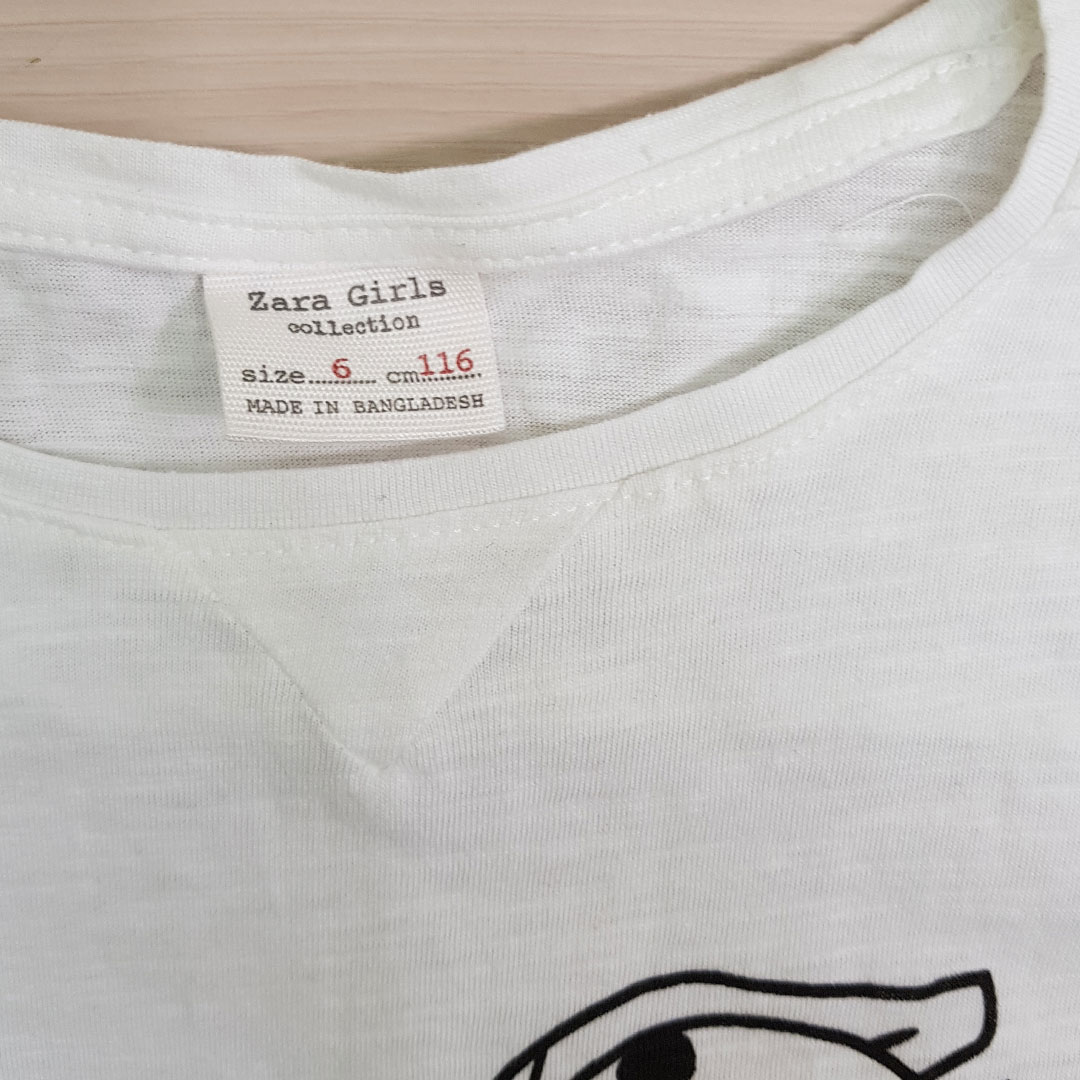 Zara Girls
collection
size....6.... cm.116.
MADE IN BANGLADESH